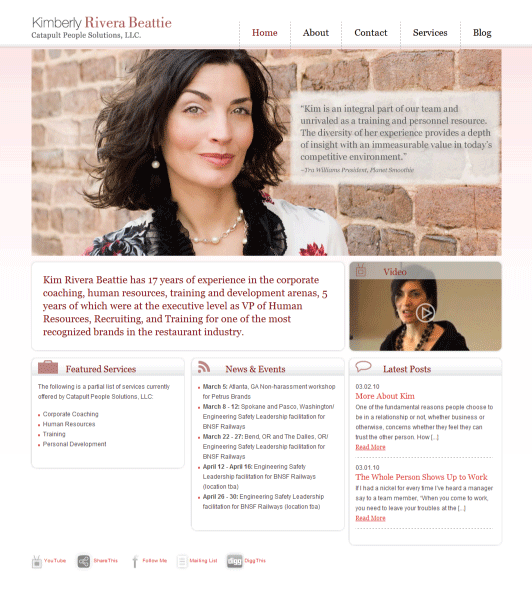 Kimberly Rivera Beattie
Catapult People Solutions, LLC.
Home
About
Contact
Services
Blog
“Kim is an integral part of our team and
unrivaled as a training and personnel resource.
The diversity of her experience provides a depth
of insight with an immeasurable value in today's
competitive environment.”
–Tra Williams President, Planet Smoothie
Kim Rivera Beattie has 17 years of experience in the corporate
coaching, human resources, training and development arenas, 5
years of which were at the executive level as VP of Human
Resources, Recruiting, and Training for one of the most
recognized brands in the restaurant industry.
Video
Featured Services
The following is a partial list of services currently
offered by Catapult People Solutions, LLC:
Corporate Coaching
Human Resources
Training
Personal Development
News & Events
March 5: Atlanta, GA Non-harassment workshop
for Petrus Brands
March 8 - 12: Spokane and Pasco, Washington/
Engineering Safety Leadership facilitation for
BNSF Railways
March 22 - 27: Bend, OR and The Dalles, OR/
Engineering Safety Leadership facilitation for
BNSF Railways
April 12 - April 16: Engineering Safety
Leadership facilitation for BNSF Railways
(location tba)
April 26 - 30: Engineering Safety Leadership
facilitation for BNSF Railways (location tba)
Latest Posts
03.02.10
More About Kim
One of the fundamental reasons people choose to
be in a relationship or not, whether business or
otherwise, concerns whether they feel they can
trust the other person. How [...]
Read More
03.01.10
The Whole Person Shows Up to Work
If I had a nickel for every time I've heard a manager
say to a team member, “When you come to work,
you need to leave your troubles at the [...]
Read More
YouTube
ShareThis
Follow Me
Mailing List
digg
DiggThis